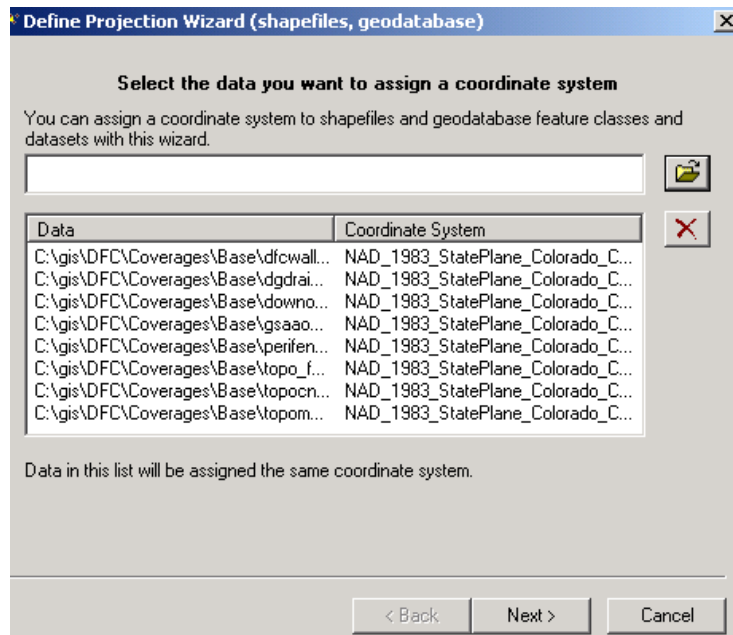 Define Projection Wizard (shapefiles, geodatabase)
Select the data you want to assign a coordinate system
You can assign a coordinate system to shapefiles and geodatabase feature classes and
datasets with this wizard.
Data Coordinate System
C:\gis\DFC\Coverages\Base\dfcwall... NAD_1983_StatePlane_Colorado_C...
C:\gis\DFC\Coverages\Base\dgdrai... NAD_1983_StatePlane_Colorado_C...
C:\gis\DFC\Coverages\Base\downo... NAD_1983_StatePlane_Colorado_C...
C:\gis\DFC\Coverages\Base\gsaao... NAD_1983_StatePlane_Colorado_C...
C:\gis\DFC\Coverages\Base\perifen... NAD_1983_StatePlane_Colorado_C...
C:\gis\DFC\Coverages\Base\topo_f... NAD_1983_StatePlane_Colorado_C...
C:\gis\DFC\Coverages\Base\topocn... NAD_1983_StatePlane_Colorado_C...
C:\gis\DFC\Coverages\Base\topom... NAD_1983_StatePlane_Colorado_C...
Data in this list will be assigned the same coordinate system.
< Back Next > Cancel